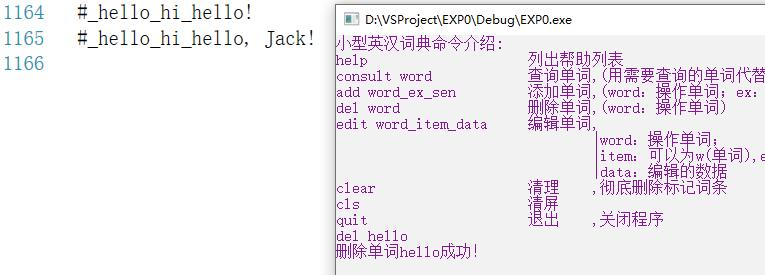 1164 #_hello_hi_hello!
1165 #_hello_hi_hello, Jack!
1166
D:\VSProject\EXP0\Debug\EXP0.exe
小型英汉词典命令介绍:
help 列出帮助列表
consult word 查询单词,(用需要查询的单词代替
add word_ex_sen 添加单词,(word: 操作单词; ex:
del word 删除单词,(word: 操作单词)
edit word_item_data 编辑单词,
|word: 操作单词;
|item: 可以为w(单词),e
|data: 编辑的数据
clear 清理 ,彻底删除标记词条
cls 清屏
quit 退出 ,关闭程序
del hello
删除单词hello成功!